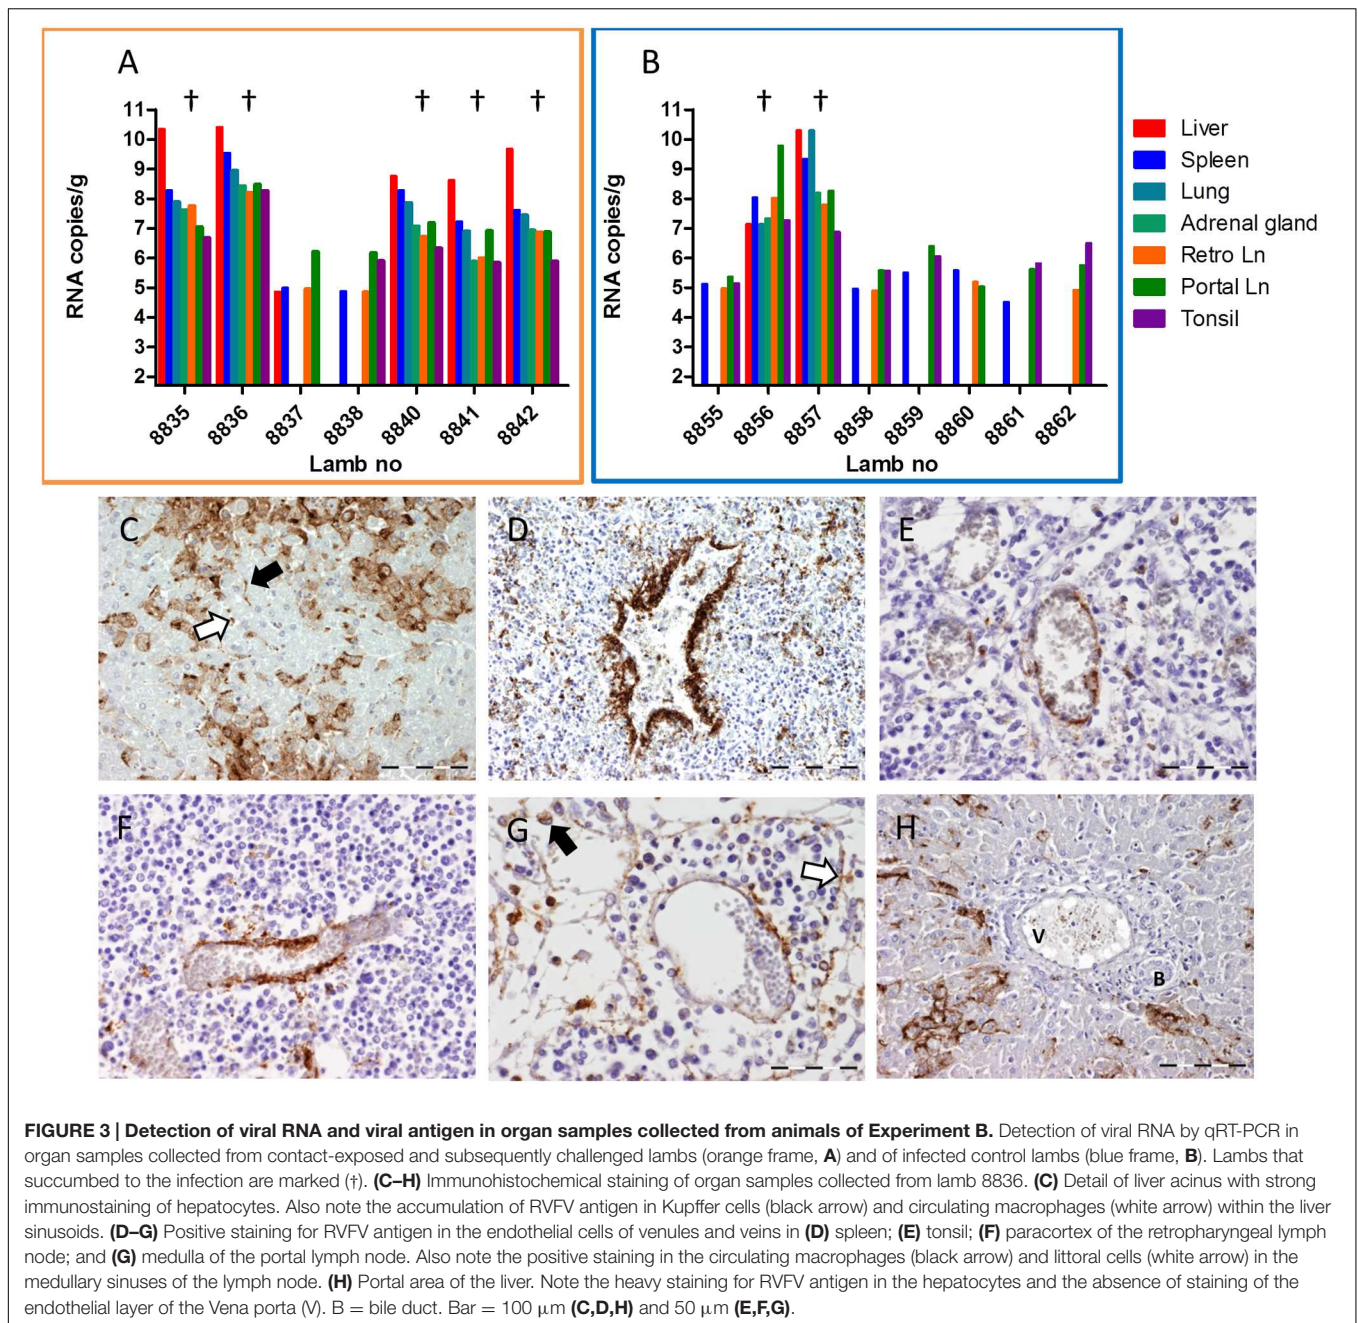 A
† † † † †
RNA copies/g
11
10
9
8
7
6
5
4
3
2
8835 8836 8837 8838 8840 8841 8842
Lamb no
B
† †
RNA copies/g
11
10
9
8
7
6
5
4
3
2
8855 8856 8857 8858 8859 8860 8861 8862
Lamb no
Liver
Spleen
Lung
Adrenal gland
Retro Ln
Portal Ln
Tonsil
C
D
E
F
G
H
V
B
FIGURE 3 | Detection of viral RNA and viral antigen in organ samples collected from animals of Experiment B. Detection of viral RNA by qRT-PCR in
organ samples collected from contact-exposed and subsequently challenged lambs (orange frame, A) and of infected control lambs (blue frame, B). Lambs that
succumbed to the infection are marked (†). (C–H) Immunohistochemical staining of organ samples collected from lamb 8836. (C) Detail of liver acinus with strong
immunostaining of hepatocytes. Also note the accumulation of RVFV antigen in Kupffer cells (black arrow) and circulating macrophages (white arrow) within the liver
sinusoids. (D–G) Positive staining for RVFV antigen in the endothelial cells of venules and veins in (D) spleen; (E) tonsil; (F) paracortex of the retropharyngeal lymph
node; and (G) medulla of the portal lymph node. Also note the positive staining in the circulating macrophages (black arrow) and littoral cells (white arrow) in the
medullary sinuses of the lymph node. (H) Portal area of the liver. Note the heavy staining for RVFV antigen in the hepatocytes and the absence of staining of the
endothelial layer of the Vena porta (V). B = bile duct. Bar = 100 μm (C,D,H) and 50 μm (E,F,G).